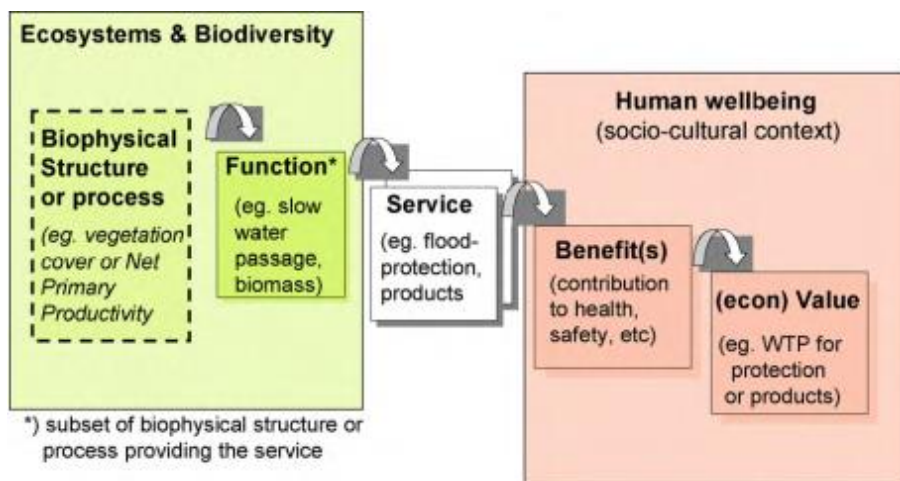 Ecosystems & Biodiversity
Biophysical
Structure
or process
(eg. vegetation
cover or Net
Primary
Productivity
Function*
(eg. slow
water
passage,
biomass)
Service
(eg. flood-
protection,
products
Human wellbeing
(socio-cultural context)
Benefit(s)
(contribution
to health,
safety, etc)
(econ) Value
(eg. WTP for
protection
or products)
*) subset of biophysical structure or
process providing the service